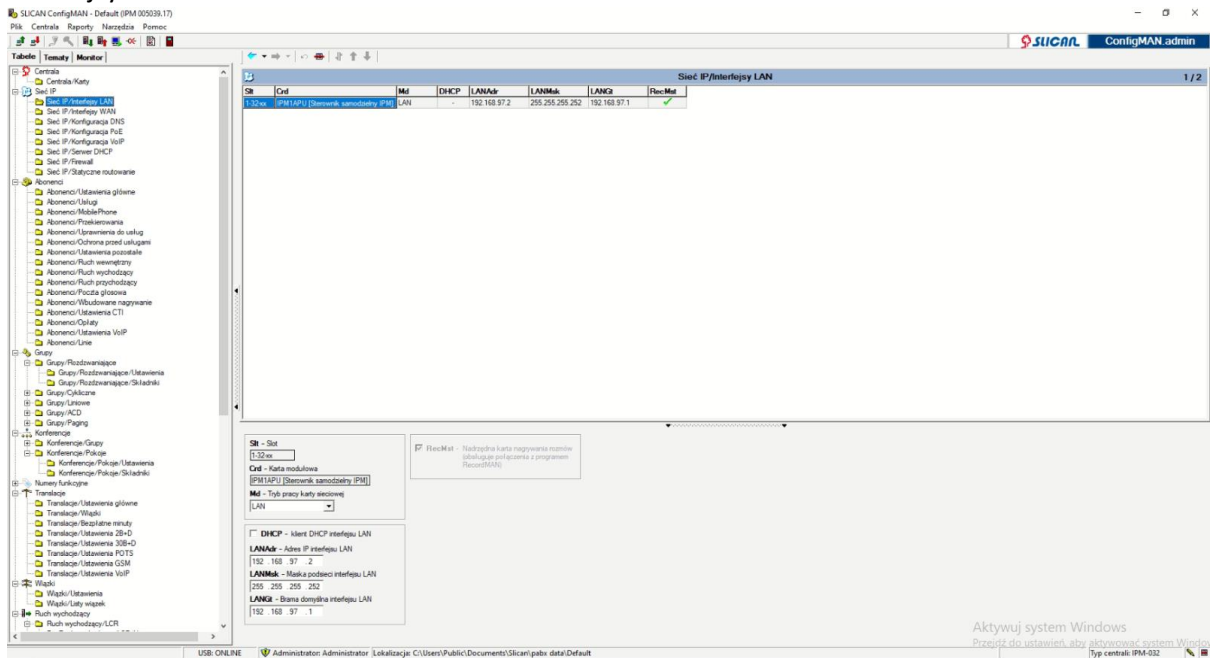 SLICAN ConfigMAN - Default (IPM 005039.17)
Plik Centrala Raporty Narzędzia Pomoc
SLICAN ConfigMAN.admin
Tabele Tematy Monitor
Centrala
Centrala/Karty
Sieć IP
Sieć IP/Interfejsy LAN
Sieć IP/Interfejsy WAN
Sieć IP/Konfiguracja DNS
Sieć IP/Konfiguracja PoE
Sieć IP/Konfiguracja VoIP
Sieć IP/Serwer DHCP
Sieć IP/Firewall
Sieć IP/Statyczne routowanie
Abonenci
Abonenci/Ustawienia główne
Abonenci/Usługi
Abonenci/MobilePhone
Abonenci/Przekierowania
Abonenci/Uprawnienia do usług
Abonenci/Ochrona przed usługami
Abonenci/Ustawienia pozostałe
Abonenci/Ruch wewnętrzny
Abonenci/Ruch wychodzący
Abonenci/Ruch przychodzący
Abonenci/Poczta głosowa
Abonenci/Wbudowane nagrywanie
Abonenci/Ustawienia CTI
Abonenci/Opłaty
Abonenci/Ustawienia VoIP
Abonenci/Linie
Grupy
Grupy/Rozdzwaniające
Grupy/Rozdzwaniające/Ustawienia
Grupy/Rozdzwaniające/Składniki
Grupy/Cykliczne
Grupy/Liniowe
Grupy/ACD
Grupy/Paging
Konferencje
Konferencje/Grupy
Konferencje/Pokoje
Konferencje/Pokoje/Ustawienia
Konferencje/Pokoje/Składniki
Numery funkcyjne
Translacje
Translacje/Ustawienia główne
Translacje/Wiązki
Translacje/Bezpłatne minuty
Translacje/Ustawienia 2B+D
Translacje/Ustawienia 30B+D
Translacje/Ustawienia POTS
Translacje/Ustawienia GSM
Translacje/Ustawienia VoIP
Wiązki
Wiązki/Ustawienia
Wiązki/Listy wiązek
Ruch wychodzący
Ruch wychodzący/LCR
Sieć IP/Interfejsy LAN 1 / 2
Slt Crd Md DHCP LANAdr LANMsk LANGt RecMst
1-32-xx IPM1APU [Sterownik samodzielny IPM] LAN - 192.168.97.2 255.255.255.252 192.168.97.1
Slt - Slot
1-32-xx
Crd - Karta modułowa
IPM1APU [Sterownik samodzielny IPM]
Md - Tryb pracy karty sieciowej
LAN
RecMst - Nadrzędna karta nagrywania rozmów
(obsługuje połączenia z programem
RecordMAN)
DHCP - klient DHCP interfejsu LAN
LANAdr - Adres IP interfejsu LAN
192 .168 .97 .2
LANMsk - Maska podsieci interfejsu LAN
255 .255 .255 .252
LANGt - Brama domyślna interfejsu LAN
192 .168 .97 .1
Aktywuj system Windows
Przejdź do ustawień, aby aktywować system Window
USB: ONLINE Administrator: Administrator Lokalizacja: C:\Users\Public\Documents\Slican\pabx data\Default Typ centrali: IPM-032